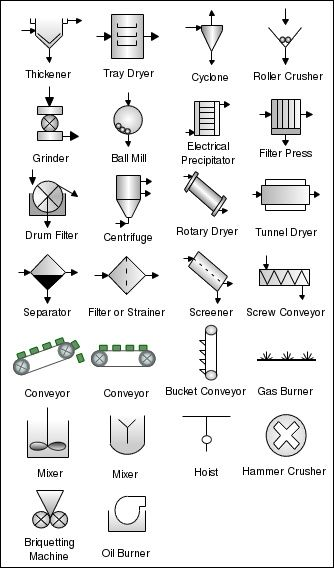 Thickener
Tray Dryer
Cyclone
Roller Crusher
Grinder
Ball Mill
Electrical
Precipitator
Filter Press
Drum Filter
Centrifuge
Rotary Dryer
Tunnel Dryer
Separator
Filter or Strainer
Screener
Screw Conveyor
Conveyor
Conveyor
Bucket Conveyor
Gas Burner
Mixer
Mixer
Hoist
Hammer Crusher
Briquetting
Machine
Oil Burner